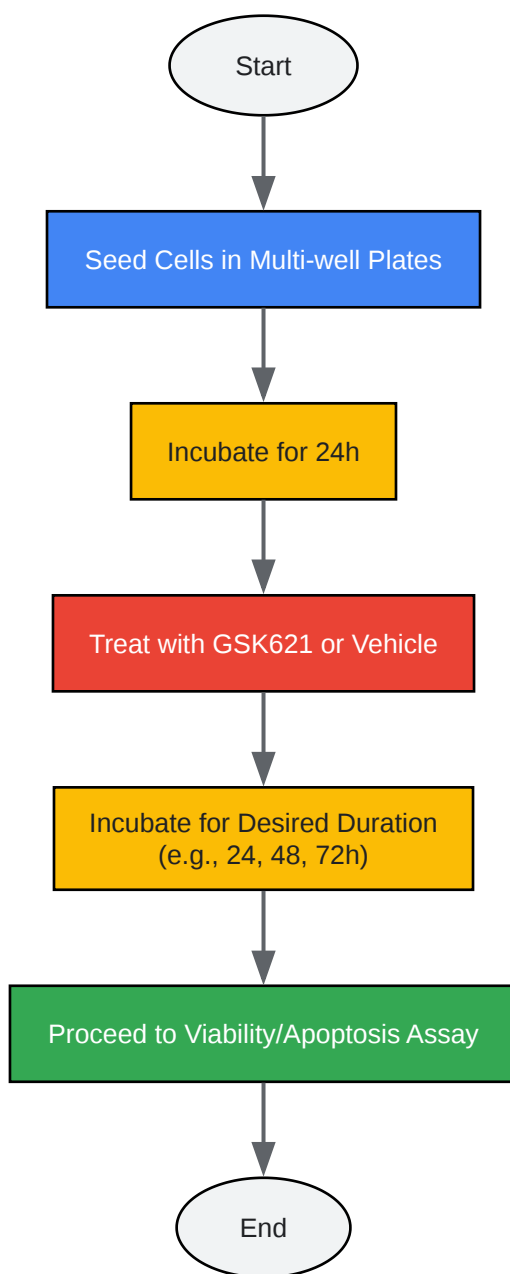 Start
Seed Cells in Multi-well Plates
Incubate for 24h
Treat with GSK621 or Vehicle
Incubate for Desired Duration
(e.g., 24, 48, 72h)
Proceed to Viability/Apoptosis Assay
End